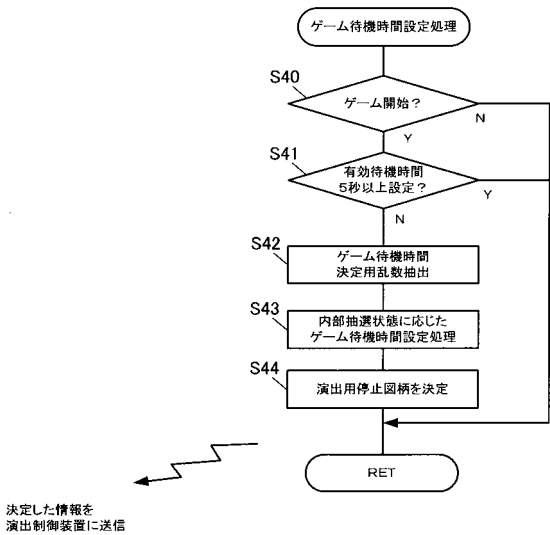 ゲーム待機時間設定処理
S40
ゲーム開始？
N
Y
S41
有効待機時間
5秒以上設定？
Y
N
S42
ゲーム待機時間
決定用乱数抽出
S43
内部抽選状態に応じた
ゲーム待機時間設定処理
S44
演出用停止図柄を決定
RET
決定した情報を
演出制御装置に送信